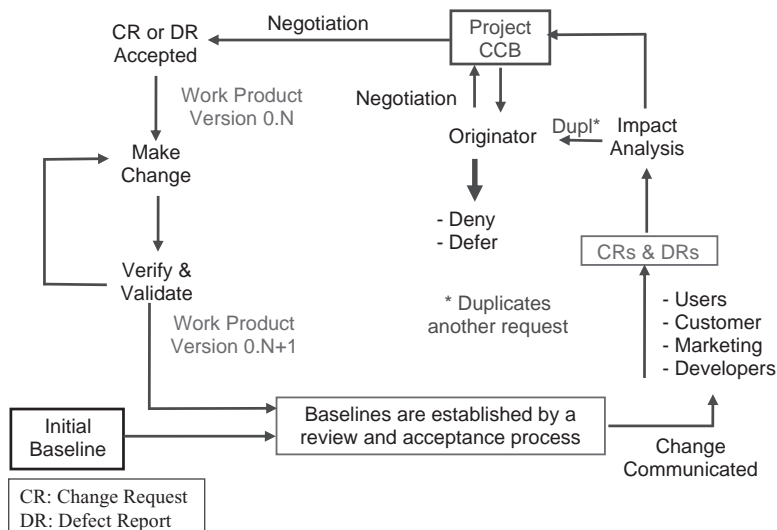 Negotiation
Project
CCB
CR or DR
Accepted
Work Product
Version 0.N
Negotiation
Originator
Dupl*
Impact
Analysis
Make
Change
- Deny
- Defer
CRs & DRs
Verify &
Validate
* Duplicates
another request
- Users
- Customer
- Marketing
- Developers
Work Product
Version 0.N+1
Initial
Baseline
Baselines are established by a
review and acceptance process
Change
Communicated
CR: Change Request
DR: Defect Report